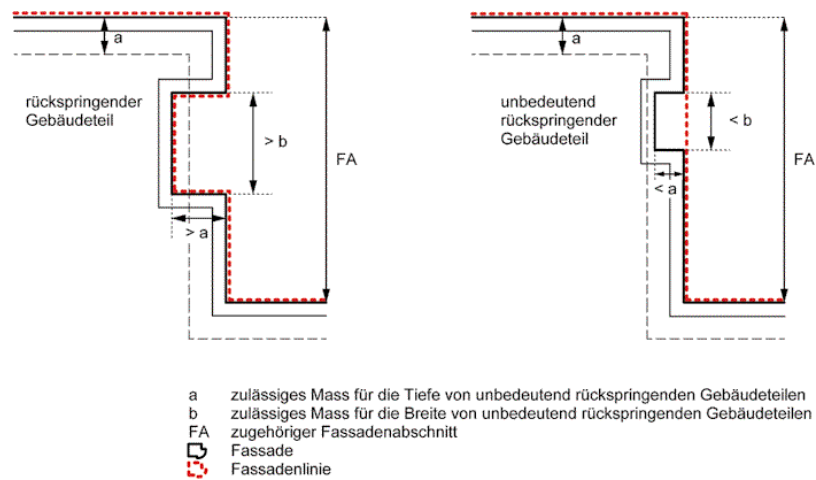 a
rückspringender
Gebäudeteil
> b
FA
> a
a
unbedeutend
rückspringender
Gebäudeteil
< b
FA
< a
a zulässiges Mass für die Tiefe von unbedeutend rückspringenden Gebäudeteilen
b zulässiges Mass für die Breite von unbedeutend rückspringenden Gebäudeteilen
FA zugehöriger Fassadenabschnitt
Fassade
Fassadenlinie